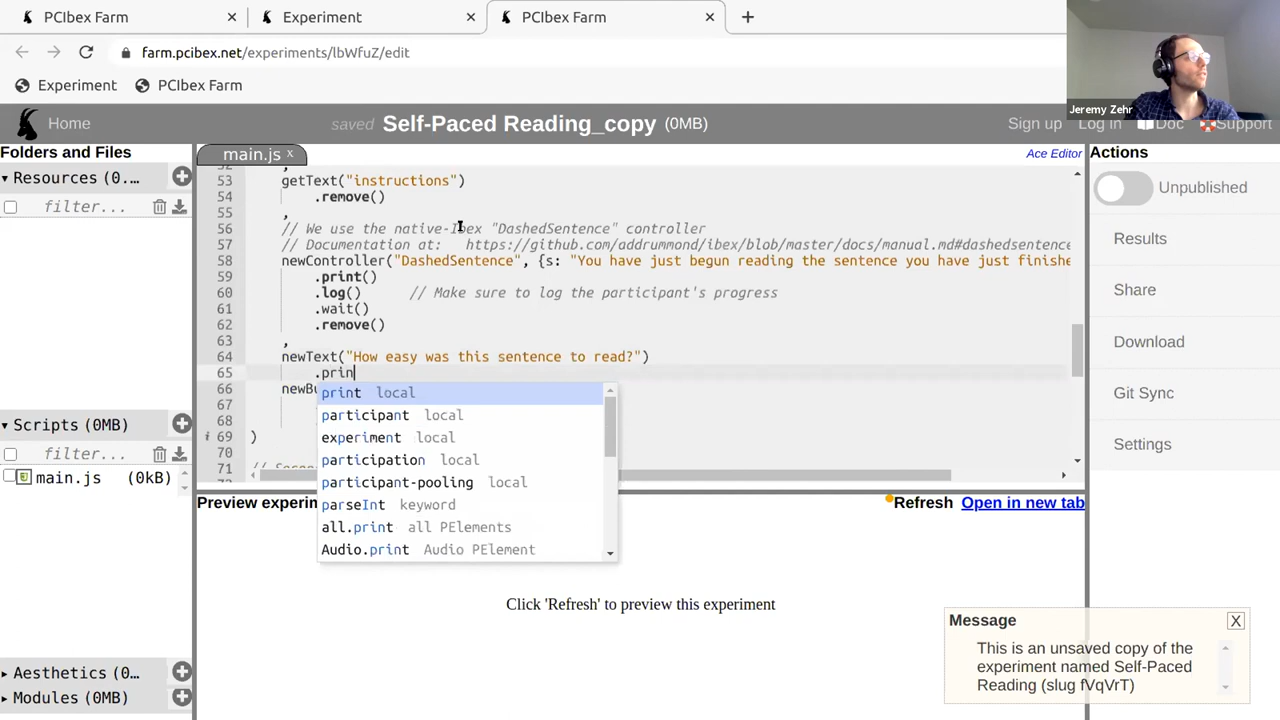 PCIbex Farm
Experiment
PCIbex Farm
farm.pcibex.net/experiments/lbWfuZ/edit
Experiment
PCIbex Farm
Jeremy Zehr
Home
saved Self-Paced Reading_copy (0MB)
Sign up
Log in
Doc
Support
Folders and Files
main.js x
Ace Editor
Actions
Resources (0...
filter...
Unpublished
Results
Share
Download
Git Sync
Settings
53 getText("instructions")
54 .remove()
55 ,
56 // We use the native-Ibex "DashedSentence" controller
57 // Documentation at: https://github.com/addrummond/ibex/blob/master/docs/manual.md#dashedsentence
58 newController("DashedSentence", {s: "You have just begun reading the sentence you have just finishe
59 .print()
60 .log() // Make sure to log the participant's progress
61 .wait()
62 .remove()
63 ,
64 newText("How easy was this sentence to read?")
65 .prin
66 newBu
67
68
69 )
70
71
print local
participant local
experiment local
participation local
participant-pooling local
parseInt keyword
all.print all PElements
Audio.print Audio PElement
Scripts (0MB)
filter...
main.js (0kB)
Aesthetics (0...
Modules (0MB)
Preview experim
Refresh
Open in new tab
Click 'Refresh' to preview this experiment
Message
X
This is an unsaved copy of the
experiment named Self-Paced
Reading (slug fVqVrT)